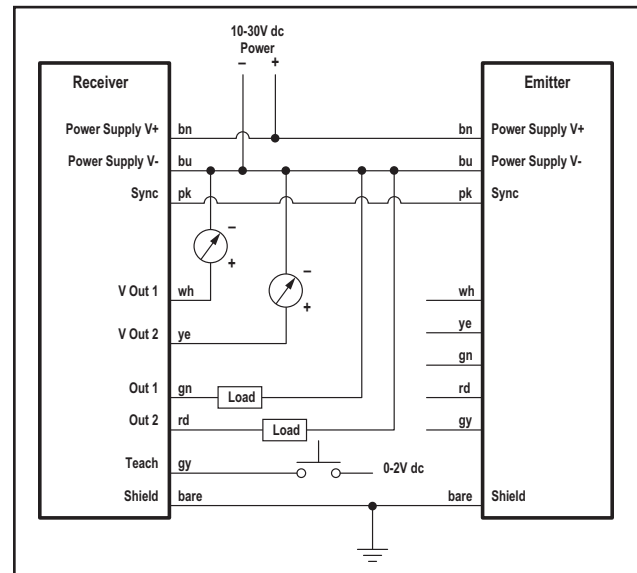 10-30V dc
Power
– +
Receiver
Emitter
Power Supply V+ bn
bn Power Supply V+
Power Supply V- bu
bu Power Supply V-
Sync pk
pk Sync
–
+
–
+
V Out 1 wh
wh
V Out 2 ye
ye
gn
Out 1 gn
Load
rd
Out 2 rd
Load
gy
Teach gy
0-2V dc
Shield bare
bare Shield